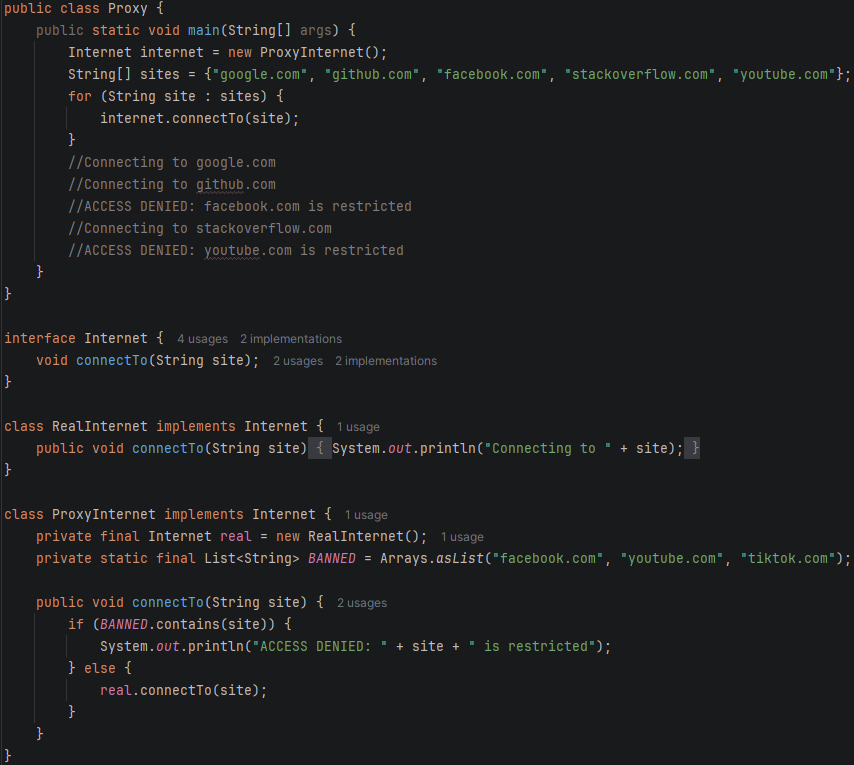 public class Proxy {
    public static void main(String[] args) {
        Internet internet = new ProxyInternet();
        String[] sites = {"google.com", "github.com", "facebook.com", "stackoverflow.com", "youtube.com"};
        for (String site : sites) {
            internet.connectTo(site);
        }
        //Connecting to google.com
        //Connecting to github.com
        //ACCESS DENIED: facebook.com is restricted
        //Connecting to stackoverflow.com
        //ACCESS DENIED: youtube.com is restricted
    }
}

interface Internet {  4 usages  2 implementations
    void connectTo(String site);  2 usages  2 implementations
}

class RealInternet implements Internet {  1 usage
    public void connectTo(String site) { System.out.println("Connecting to " + site); }
}

class ProxyInternet implements Internet {  1 usage
    private final Internet real = new RealInternet();  1 usage
    private static final List<String> BANNED = Arrays.asList("facebook.com", "youtube.com", "tiktok.com");

    public void connectTo(String site) {  2 usages
        if (BANNED.contains(site)) {
            System.out.println("ACCESS DENIED: " + site + " is restricted");
        } else {
            real.connectTo(site);
        }
    }
}